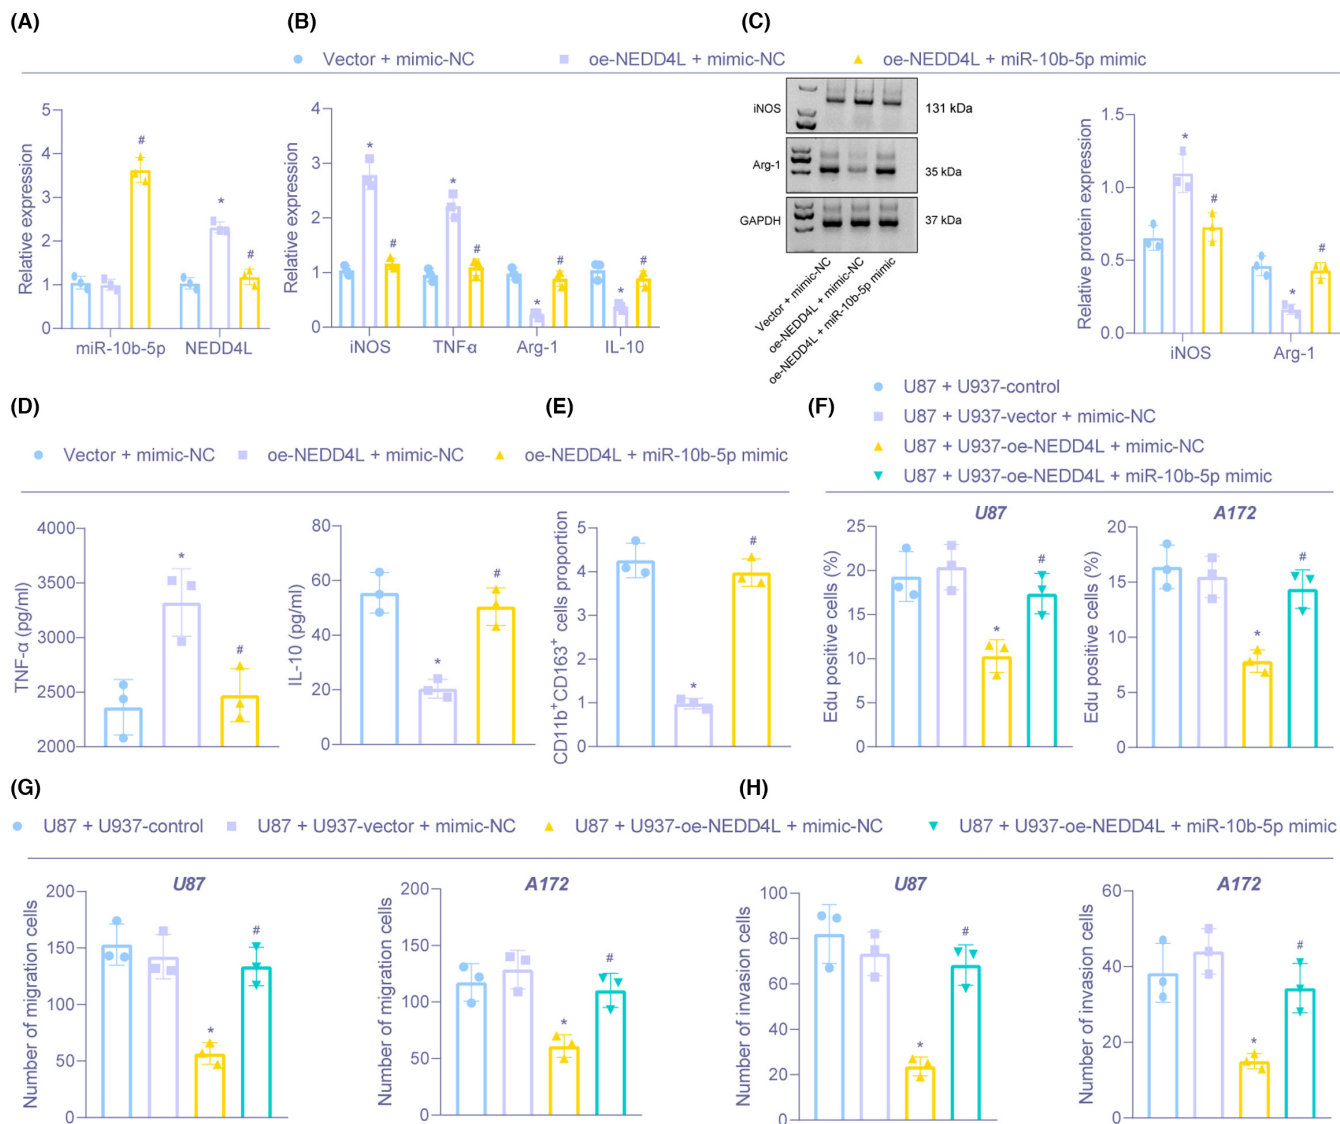 (A)
(B)
(C)
Vector + mimic-NC
oe-NEDD4L + mimic-NC
oe-NEDD4L + miR-10b-5p mimic
Relative expression
5
4
3
2
1
0
#
*
#
miR-10b-5p
NEDD4L
Relative expression
4
3
2
1
0
*
#
*
#
*
#
*
#
iNOS
TNFα
Arg-1
IL-10
iNOS
131 kDa
Arg-1
35 kDa
GAPDH
37 kDa
Vector + mimic-NC
oe-NEDD4L + mimic-NC
oe-NEDD4L + miR-10b-5p mimic
Relative protein expression
1.5
1.0
0.5
0.0
*
#
*
#
iNOS
Arg-1
(D)
(E)
(F)
Vector + mimic-NC
oe-NEDD4L + mimic-NC
oe-NEDD4L + miR-10b-5p mimic
U87 + U937-control
U87 + U937-vector + mimic-NC
U87 + U937-oe-NEDD4L + mimic-NC
U87 + U937-oe-NEDD4L + miR-10b-5p mimic
TNF-α (pg/ml)
4000
3500
3000
2500
2000
*
#
IL-10 (pg/ml)
80
60
40
20
0
*
#
CD11b+CD163+ cells proportion
5
4
3
2
1
0
*
#
U87
Edu positive cells (%)
25
20
15
10
5
0
*
#
A172
Edu positive cells (%)
20
15
10
5
0
*
#
(G)
(H)
U87 + U937-control
U87 + U937-vector + mimic-NC
U87 + U937-oe-NEDD4L + mimic-NC
U87 + U937-oe-NEDD4L + miR-10b-5p mimic
U87
Number of migration cells
200
150
100
50
0
*
#
A172
Number of migration cells
200
150
100
50
0
*
#
U87
Number of invasion cells
100
80
60
40
20
0
*
#
A172
Number of invasion cells
60
40
20
0
*
#